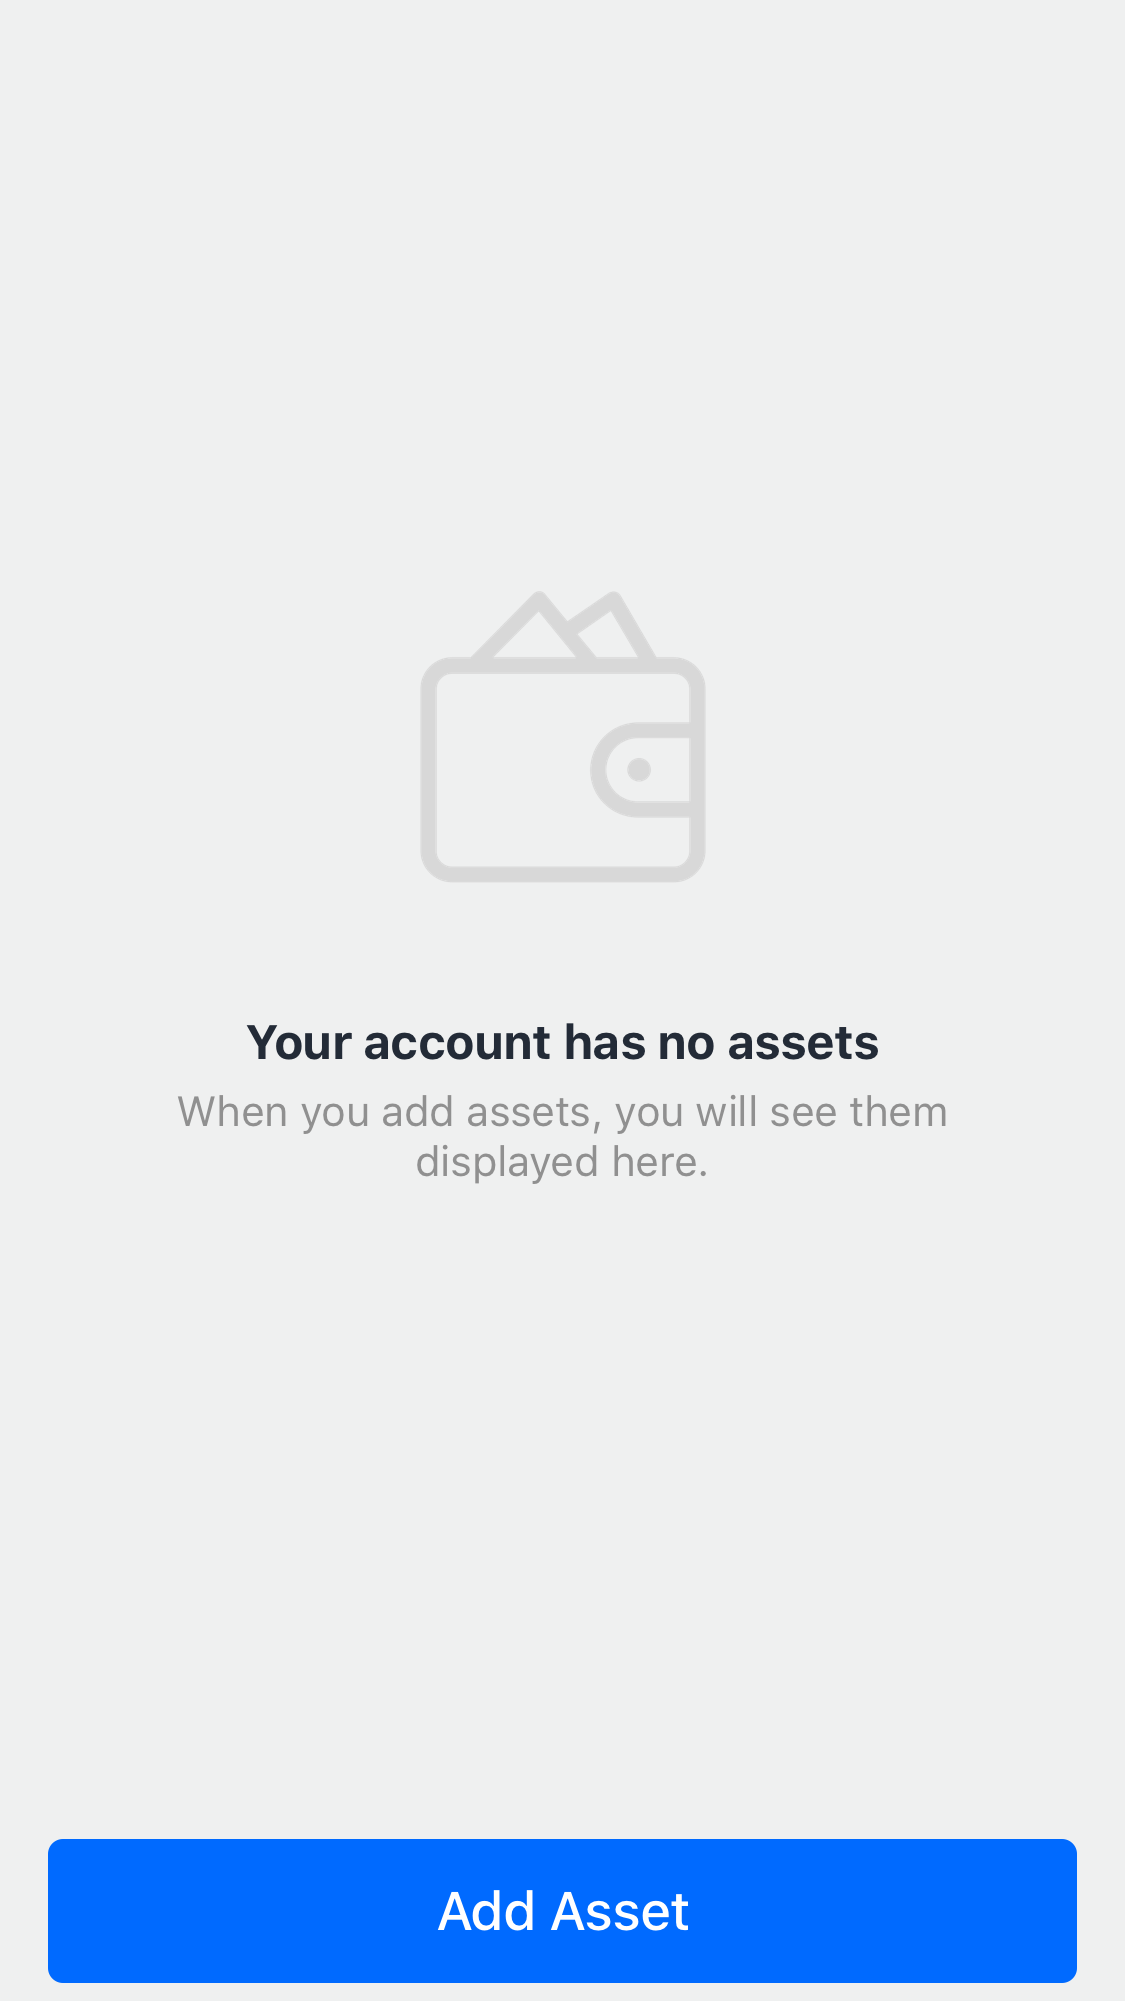 Your account has no assets
When you add assets, you will see them
displayed here.
Add Asset